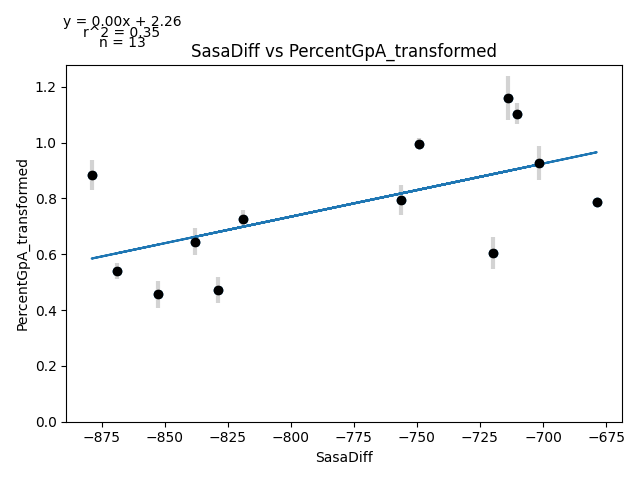 y = 0.00x + 2.26
r^2 = 0.35
n = 13
SasaDiff vs PercentGpA_transformed
PercentGpA_transformed
1.2
1.0
0.8
0.6
0.4
0.2
0.0
−875 −850 −825 −800 −775 −750 −725 −700 −675
SasaDiff